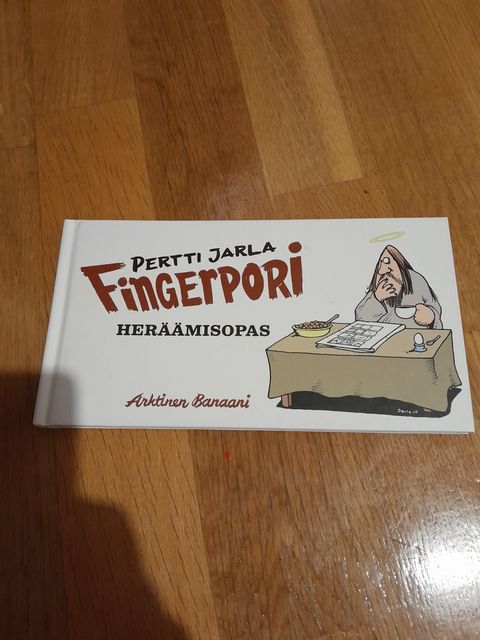 PERTTI JARLA
FINGERPORI
HERÄÄMISOPAS
Arktinen Banaani